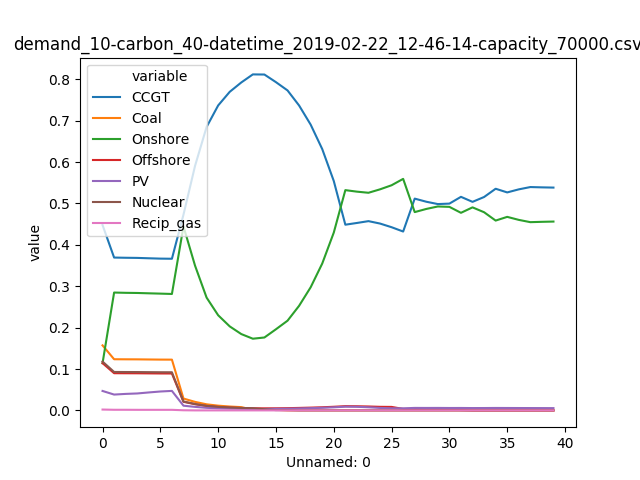 demand_10-carbon_40-datetime_2019-02-22_12-46-14-capacity_70000.csv
variable
CCGT
Coal
Onshore
Offshore
PV
Nuclear
Recip_gas
value
0.8
0.7
0.6
0.5
0.4
0.3
0.2
0.1
0.0
0 5 10 15 20 25 30 35 40
Unnamed: 0